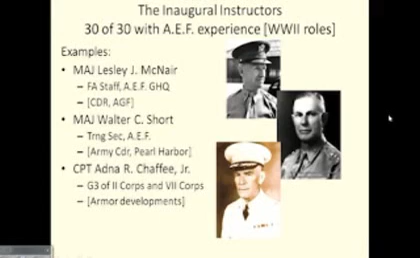 The Inaugural Instructors
30 of 30 with A.E.F. experience [WWII roles]
Examples:
• MAJ Lesley J. McNair
– FA Staff, A.E.F. GHQ
– [CDR, AGF]
• MAJ Walter C. Short
– Trng Sec, A.E.F.
– [Army Cdr, Pearl Harbor]
• CPT Adna R. Chaffee, Jr.
– G3 of II Corps and VII Corps
– [Armor developments]